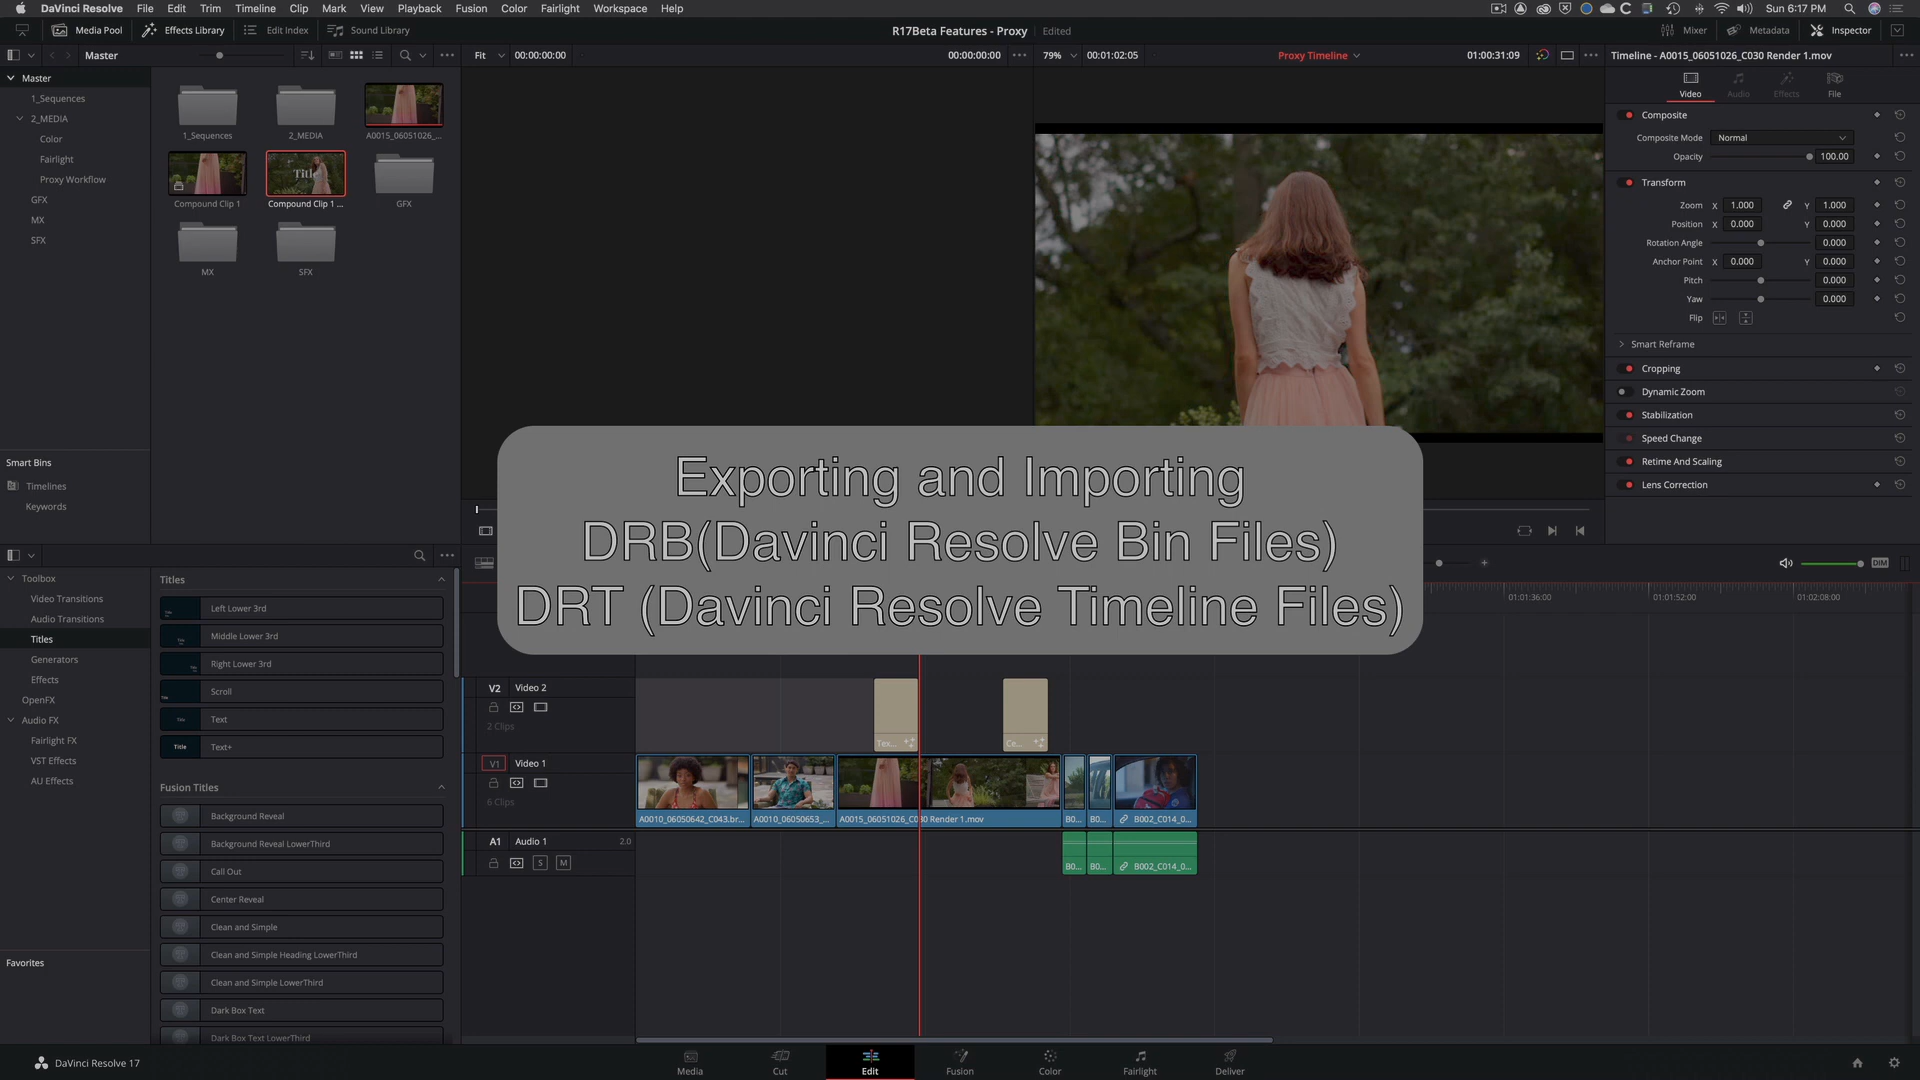 DaVinci Resolve File Edit Trim Timeline Clip Mark View Playback Fusion Color Fairlight Workspace Help Sun 6:17 PM
Media Pool Effects Library Edit Index Sound Library R17Beta Features - Proxy Edited Mixer Metadata Inspector
Master Fit 00:00:00:00 00:00:00:00 79% 00:01:02:05 Proxy Timeline 01:00:31:09 Timeline - A0015_06051026_C030 Render 1.mov
Master
1_Sequences
2_MEDIA
Color
Fairlight
Proxy Workflow
GFX
MX
SFX
1_Sequences 2_MEDIA A0015_06051026_...
Compound Clip 1 Compound Clip 1 ... GFX
MX SFX
Video Audio Effects File
Composite
Composite Mode Normal
Opacity 100.00
Transform
Zoom X 1.000 Y 1.000
Position X 0.000 Y 0.000
Rotation Angle 0.000
Anchor Point X 0.000 Y 0.000
Pitch 0.000
Yaw 0.000
Flip
Smart Reframe
Cropping
Dynamic Zoom
Stabilization
Speed Change
Retime And Scaling
Lens Correction
Smart Bins
Timelines
Keywords
Exporting and Importing
DRB(Davinci Resolve Bin Files)
DRT (Davinci Resolve Timeline Files)
DIM
01:01:36:00 01:01:52:00 01:02:08:00
Toolbox
Video Transitions
Audio Transitions
Titles
Generators
Effects
OpenFX
Audio FX
Fairlight FX
VST Effects
AU Effects
Favorites
Titles
Left Lower 3rd
Middle Lower 3rd
Right Lower 3rd
Scroll
Text
Title Text+
Fusion Titles
Background Reveal
Background Reveal LowerThird
Call Out
Center Reveal
Clean and Simple
Clean and Simple Heading LowerThird
Clean and Simple LowerThird
Dark Box Text
Dark Box Text LowerThird
V2 Video 2
2 Clips
Tex... Ce...
V1 Video 1
6 Clips
A0010_06050642_C043.br... A0010_06050653_... A0015_06051026_C030 Render 1.mov B0... B0... B002_C014_0...
A1 Audio 1 2.0
S M
B0... B0... B002_C014_0...
DaVinci Resolve 17 Media Cut Edit Fusion Color Fairlight Deliver